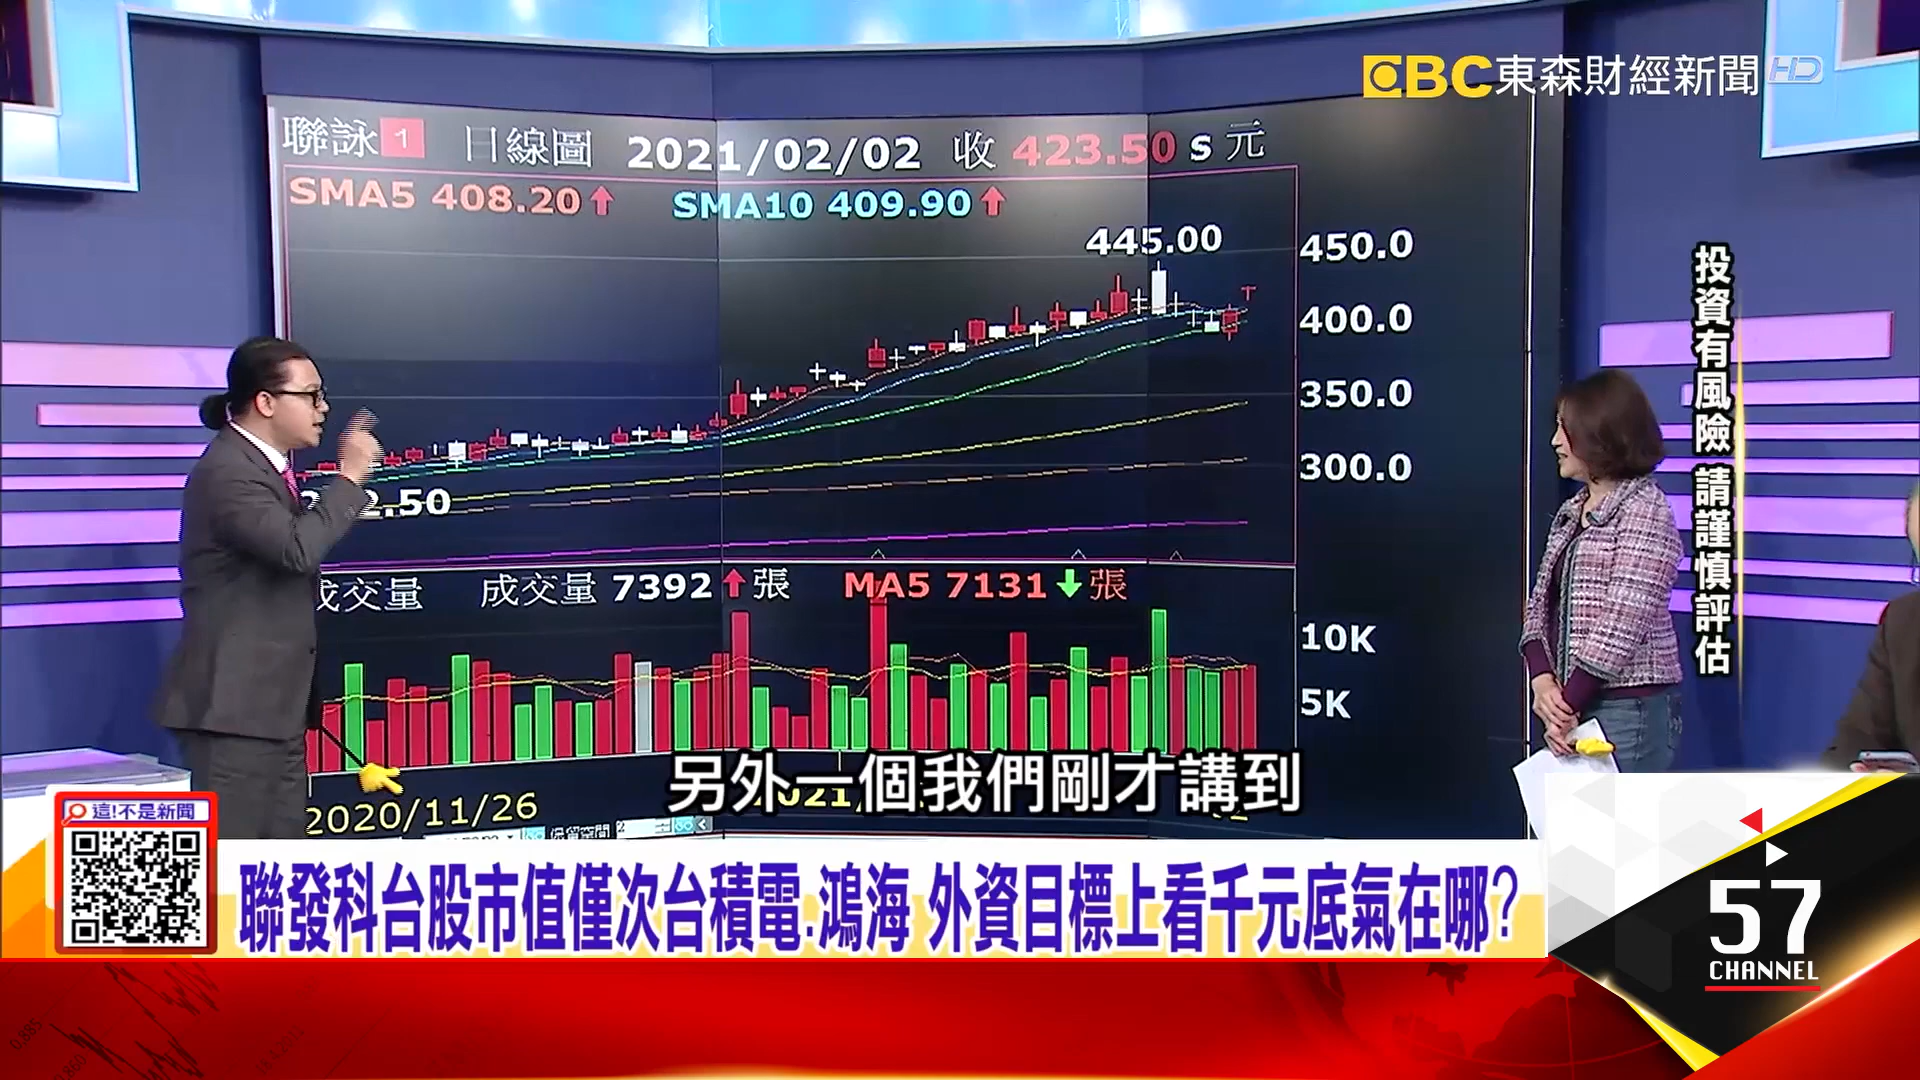 EBC東森財經新聞 HD
聯詠 1 日線圖 2021/02/02 收 423.50 s 元
SMA5 408.20↑ SMA10 409.90↑
445.00
450.0
400.0
350.0
300.0
2.50
成交量 成交量 7392↑張 MA5 7131↓張
10K
5K
2020/11/26
投資有風險 請謹慎評估
另外一個我們剛才講到
這!不是新聞
聯發科台股市值僅次台積電.鴻海 外資目標上看千元底氣在哪?
57
CHANNEL